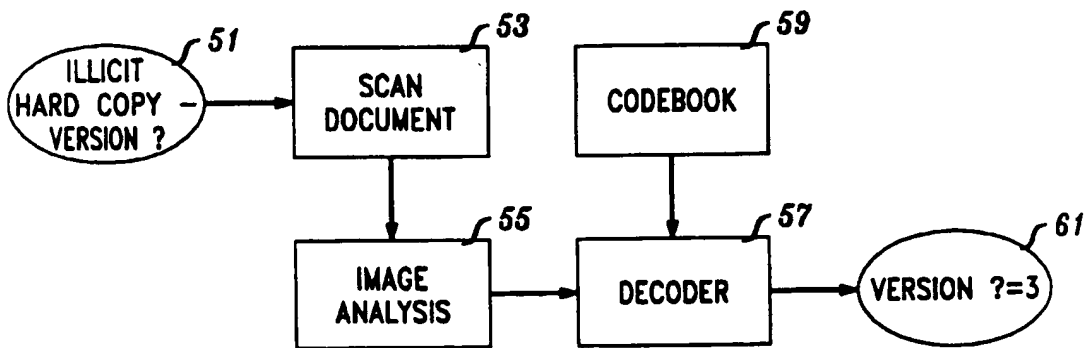 51
ILLICIT
HARD COPY -
VERSION ?
53
SCAN
DOCUMENT
59
CODEBOOK
55
IMAGE
ANALYSIS
57
DECODER
61
VERSION ?=3